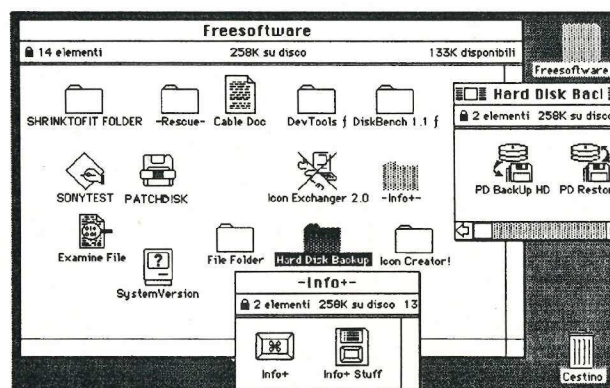 Freesoftware
14 elementi 258K su disco 133K disponibili
SHRINKTOFIT FOLDER -Rescue- Cable Doc DevTools ƒ DiskBench 1.1 ƒ
SONYTEST PATCHDISK Icon Exchanger 2.0 -Info+-
Examine File File Folder Hard Disk Backup Icon Creator!
SystemVersion
Freesoftware
Hard Disk Bacl
2 elementi 258K su disco
PD BackUp HD PD Restor
-Info+-
2 elementi 258K su disco 13
Info+ Info+ Stuff
Cestino